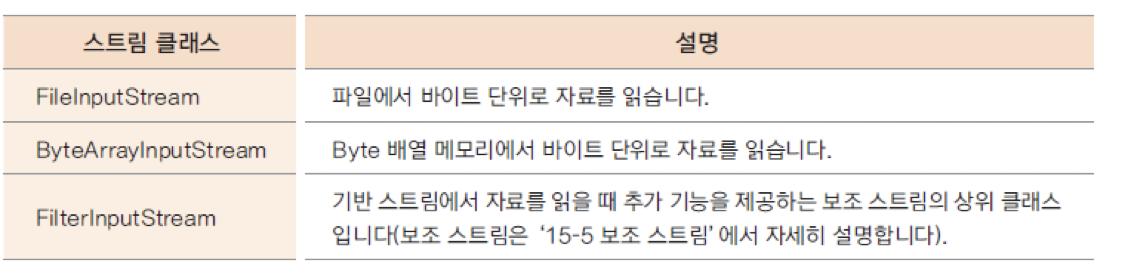 스트림 클래스
설명
FileInputStream
파일에서 바이트 단위로 자료를 읽습니다.
ByteArrayInputStream
Byte 배열 메모리에서 바이트 단위로 자료를 읽습니다.
FilterInputStream
기반 스트림에서 자료를 읽을 때 추가 기능을 제공하는 보조 스트림의 상위 클래스
입니다(보조 스트림은 ‘15-5 보조 스트림’에서 자세히 설명합니다).